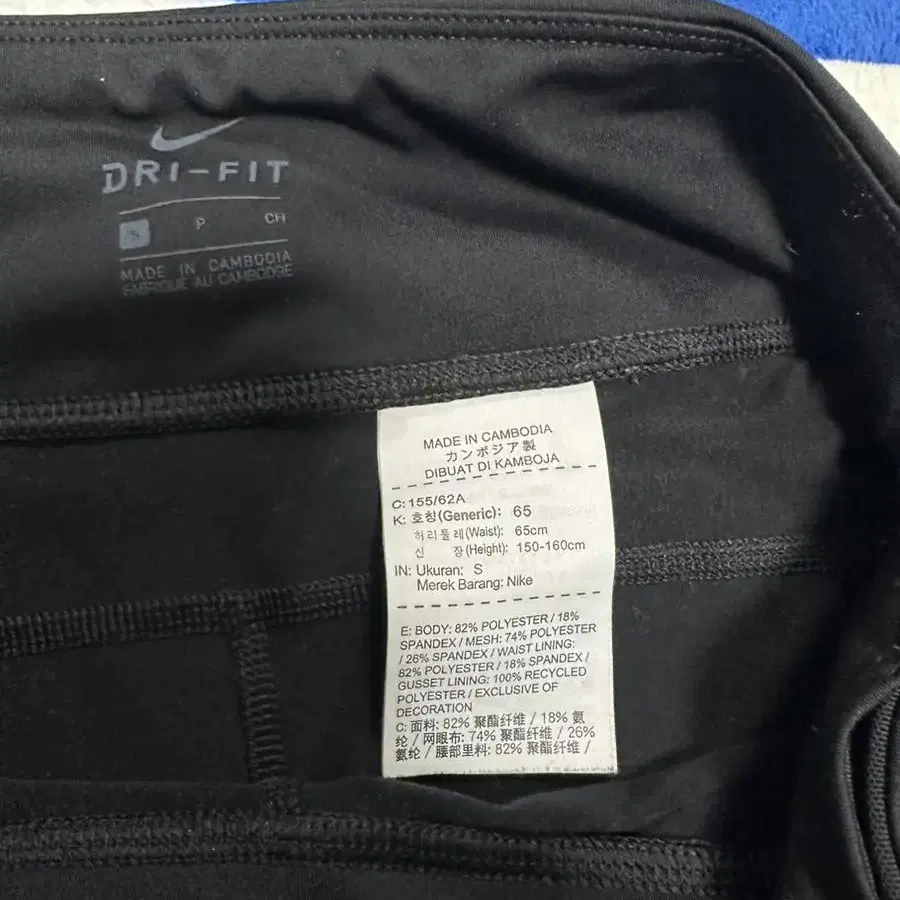 DRI-FIT
S P CH
MADE IN CAMBODIA
FABRIQUÉ AU CAMBODGE
MADE IN CAMBODIA
カンボジア製
DIBUAT DI KAMBOJA
C: 155/62A
K: 호칭(Generic): 65
허리둘레(Waist): 65cm
신 장(Height): 150-160cm
IN: Ukuran: S
Merek Barang: Nike
E: BODY: 82% POLYESTER / 18%
SPANDEX / MESH: 74% POLYESTER
/ 26% SPANDEX / WAIST LINING:
82% POLYESTER / 18% SPANDEX /
GUSSET LINING: 100% RECYCLED
POLYESTER / EXCLUSIVE OF
DECORATION
C: 面料: 82% 聚酯纤维 / 18% 氨
纶 / 网眼布: 74% 聚酯纤维 / 26%
氨纶 / 腰部里料: 82% 聚酯纤维 /